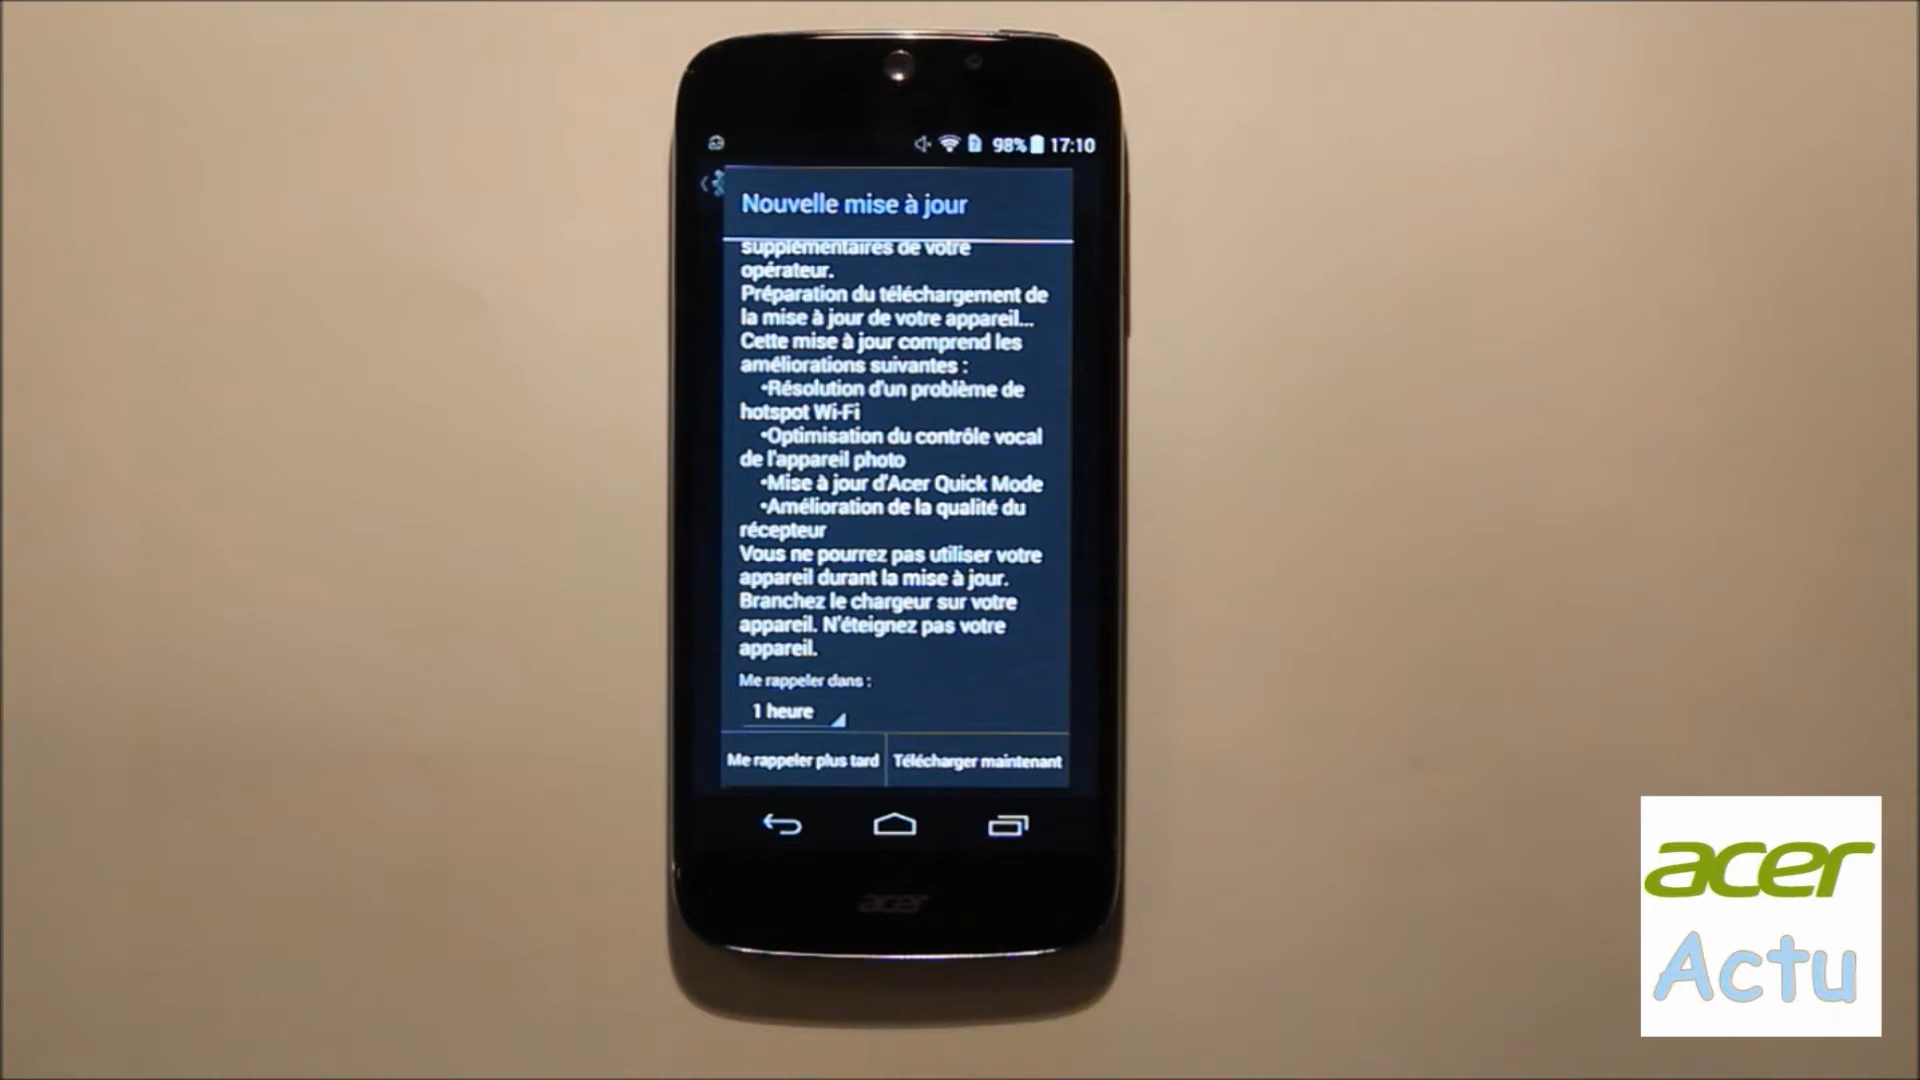 98% 17:10
Nouvelle mise à jour
supplémentaires de votre
opérateur.
Préparation du téléchargement de
la mise à jour de votre appareil...
Cette mise à jour comprend les
améliorations suivantes :
•Résolution d'un problème de
hotspot Wi-Fi
•Optimisation du contrôle vocal
de l'appareil photo
•Mise à jour d'Acer Quick Mode
•Amélioration de la qualité du
récepteur
Vous ne pourrez pas utiliser votre
appareil durant la mise à jour.
Branchez le chargeur sur votre
appareil. N'éteignez pas votre
appareil.
Me rappeler dans :
1 heure
Me rappeler plus tard Télécharger maintenant
acer
acer
Actu